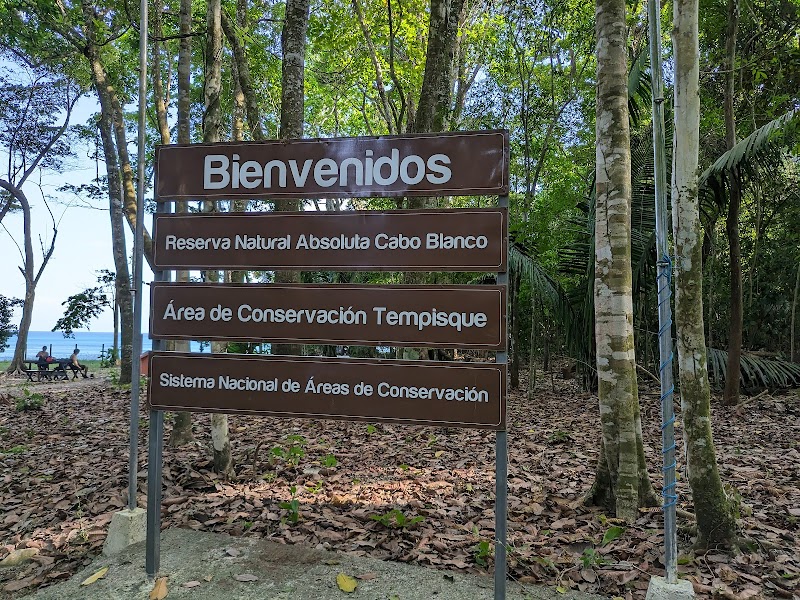 Bienvenidos
Reserva Natural Absoluta Cabo Blanco
Área de Conservación Tempisque
Sistema Nacional de Áreas de Conservación